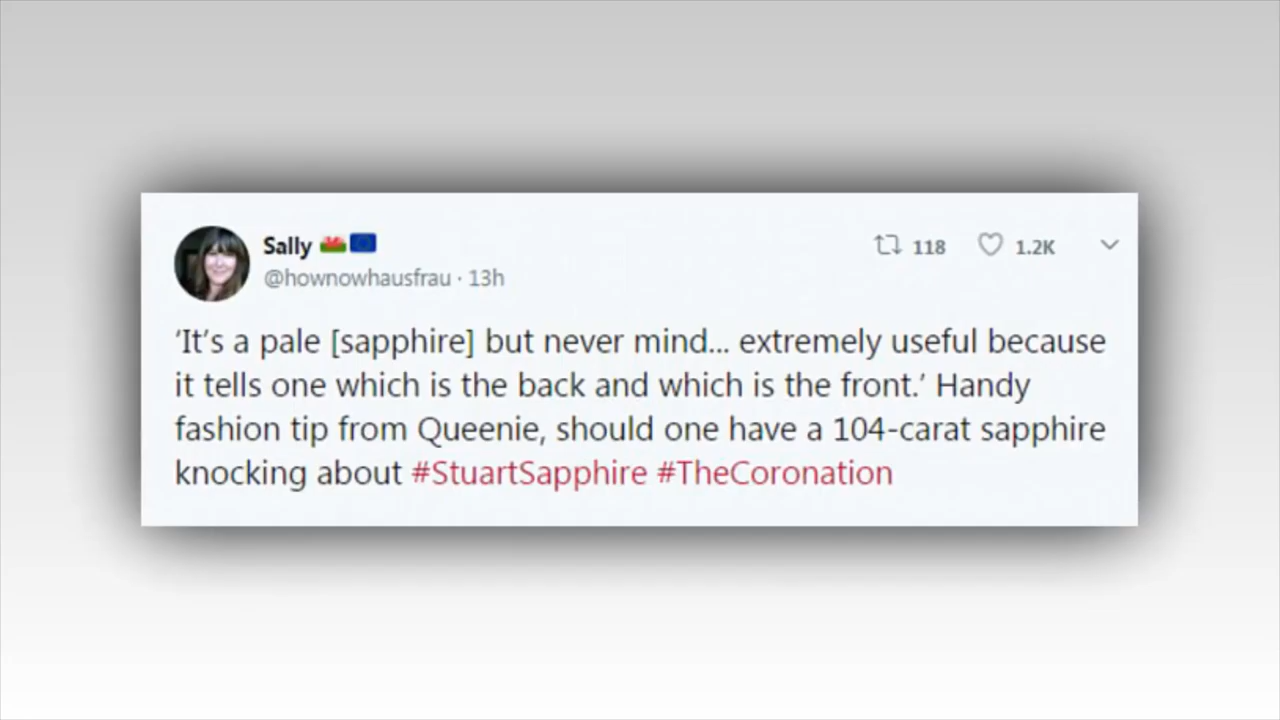 Sally 🏴󠁧󠁢󠁷󠁬󠁳󠁿🇪🇺
118 1.2K
@hownowhausfrau · 13h
‘It’s a pale [sapphire] but never mind... extremely useful because
it tells one which is the back and which is the front.’ Handy
fashion tip from Queenie, should one have a 104-carat sapphire
knocking about #StuartSapphire #TheCoronation